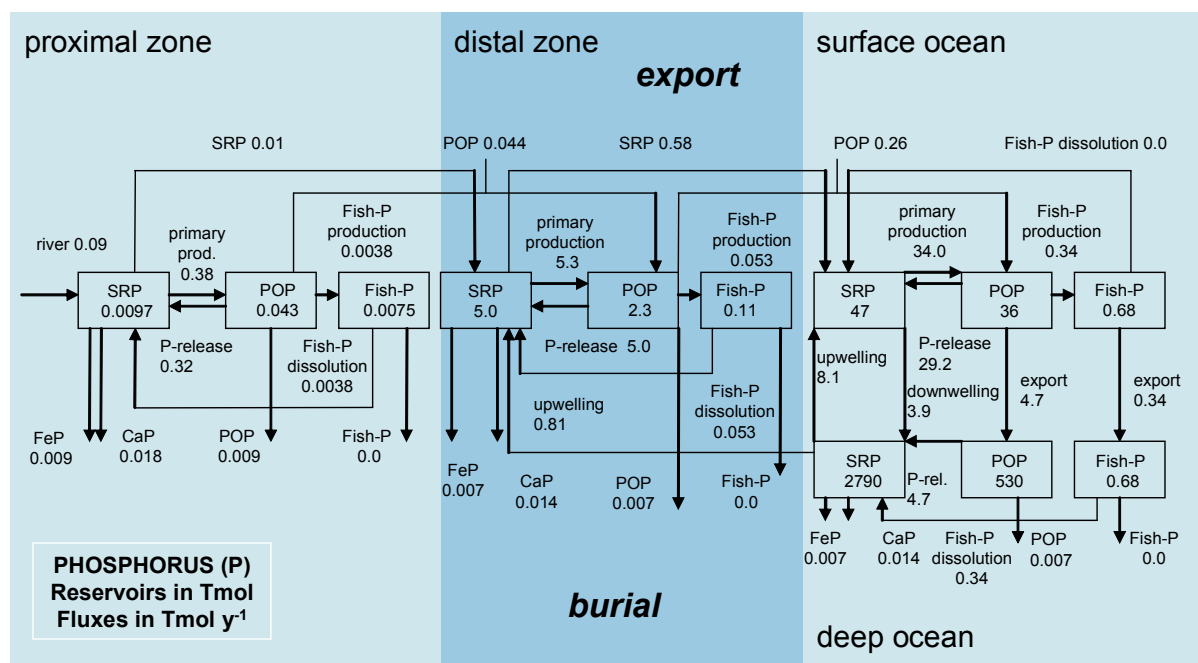 proximal zone
distal zone
surface ocean
export
SRP 0.01
POP 0.044
SRP 0.58
POP 0.26
Fish-P dissolution 0.0
river 0.09
primary
prod.
0.38
Fish-P
production
0.0038
primary
production
5.3
Fish-P
production
0.053
primary
production
34.0
Fish-P
production
0.34
SRP
0.0097
POP
0.043
Fish-P
0.0075
SRP
5.0
POP
2.3
Fish-P
0.11
SRP
47
POP
36
Fish-P
0.68
P-release
0.32
Fish-P
dissolution
0.0038
P-release 5.0
upwelling
0.81
Fish-P
dissolution
0.053
upwelling
8.1
P-release
29.2
downwelling
3.9
export
4.7
export
0.34
FeP
0.009
CaP
0.018
POP
0.009
Fish-P
0.0
FeP
0.007
CaP
0.014
POP
0.007
Fish-P
0.0
SRP
2790
P-rel.
4.7
POP
530
Fish-P
0.68
FeP
0.007
CaP
0.014
Fish-P
dissolution
0.34
POP
0.007
Fish-P
0.0
PHOSPHORUS (P)
Reservoirs in Tmol
Fluxes in Tmol y-1
burial
deep ocean